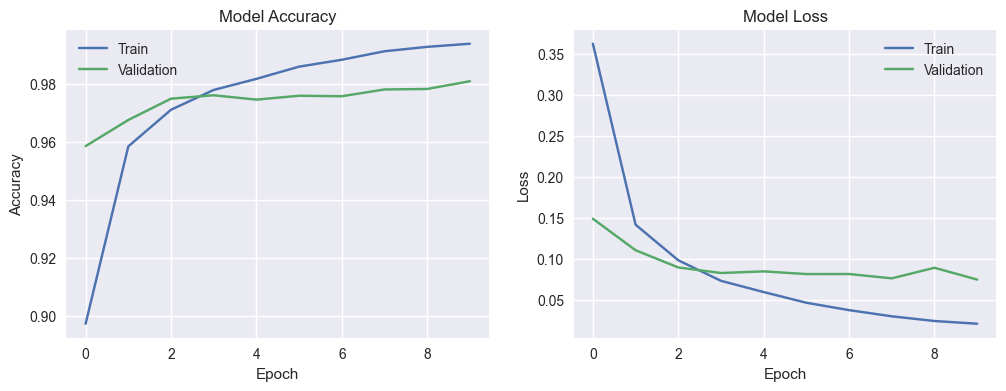 Model Accuracy
Train
Validation
0.98
0.96
0.94
0.92
0.90
Accuracy
0 2 4 6 8
Epoch
Model Loss
Train
Validation
0.35
0.30
0.25
0.20
0.15
0.10
0.05
Loss
0 2 4 6 8
Epoch